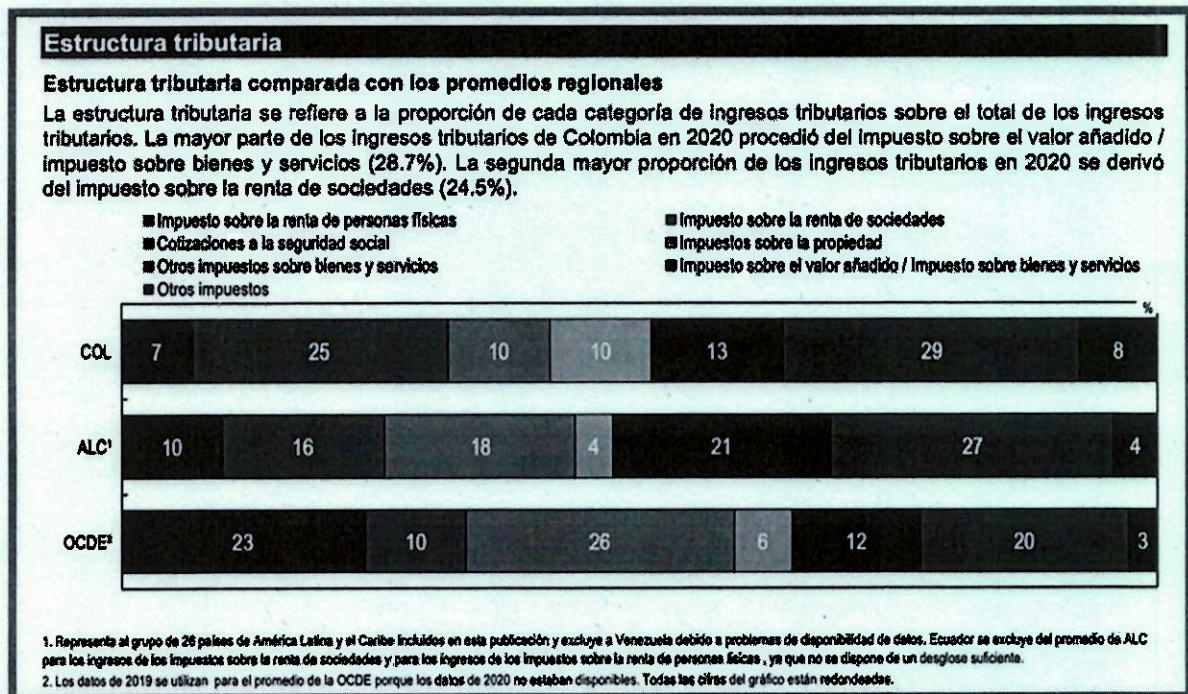 Estructura tributaria
Estructura tributaria comparada con los promedios regionales
La estructura tributaria se refiere a la proporción de cada categoría de ingresos tributarios sobre el total de los ingresos
tributarios. La mayor parte de los ingresos tributarios de Colombia en 2020 procedió del impuesto sobre el valor añadido /
impuesto sobre bienes y servicios (28.7%). La segunda mayor proporción de los ingresos tributarios en 2020 se derivó
del impuesto sobre la renta de sociedades (24.5%).
Impuesto sobre la renta de personas físicas
Impuesto sobre la renta de sociedades
Cotizaciones a la seguridad social
Impuestos sobre la propiedad
Otros impuestos sobre bienes y servicios
Impuesto sobre el valor añadido / Impuesto sobre bienes y servicios
Otros impuestos
%
COL 7 25 10 10 13 29 8
ALC¹ 10 16 18 4 21 27 4
OCDE² 23 10 26 6 12 20 3
1. Representa al grupo de 26 países de América Latina y el Caribe incluidos en esta publicación y excluye a Venezuela debido a problemas de disponibilidad de datos. Ecuador se excluye del promedio de ALC
para los ingresos de los impuestos sobre la renta de sociedades y para los ingresos de los impuestos sobre la renta de personas físicas , ya que no se dispone de un desglose suficiente.
2. Los datos de 2019 se utilizan para el promedio de la OCDE porque los datos de 2020 no estaban disponibles. Todas las cifras del gráfico están redondeadas.